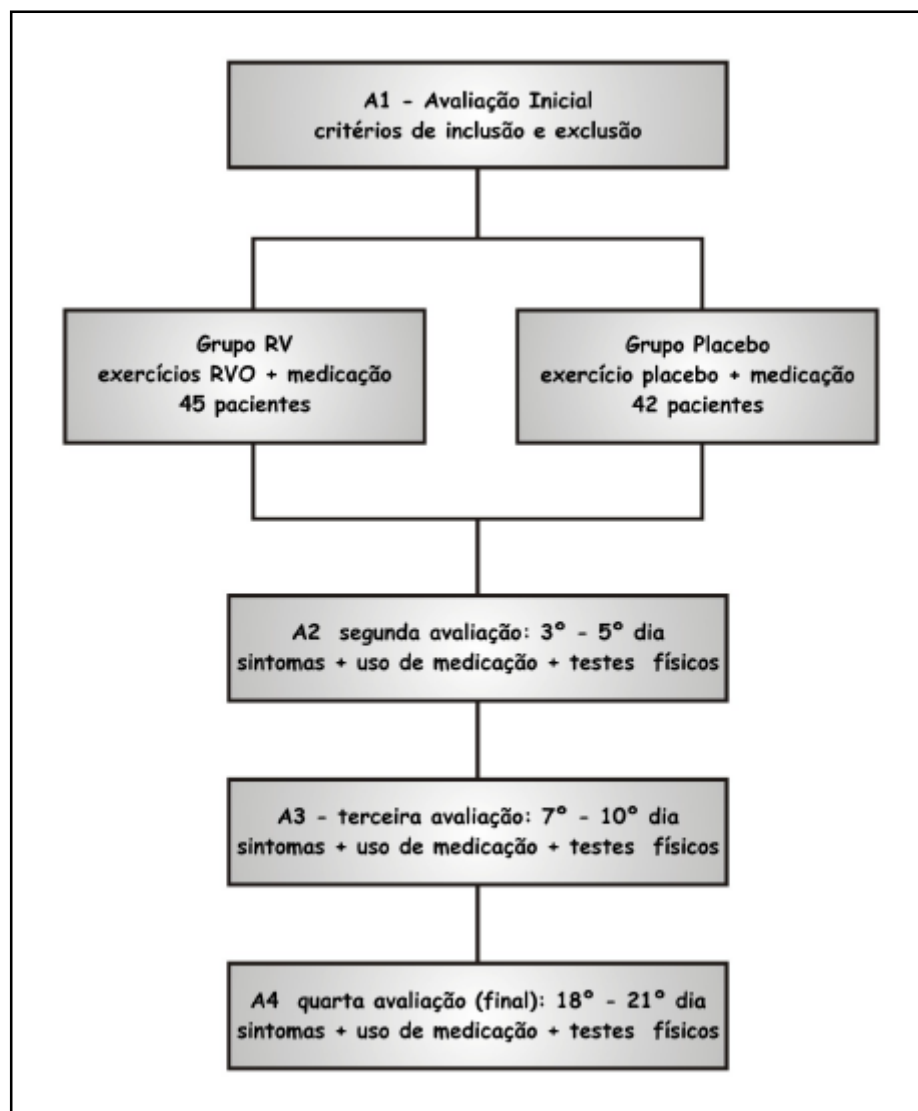 A1 - Avaliação Inicial
critérios de inclusão e exclusão
Grupo RV
exercícios RVO + medicação
45 pacientes
Grupo Placebo
exercício placebo + medicação
42 pacientes
A2 segunda avaliação: 3º - 5º dia
sintomas + uso de medicação + testes físicos
A3 - terceira avaliação: 7º - 10º dia
sintomas + uso de medicação + testes físicos
A4 quarta avaliação (final): 18º - 21º dia
sintomas + uso de medicação + testes físicos